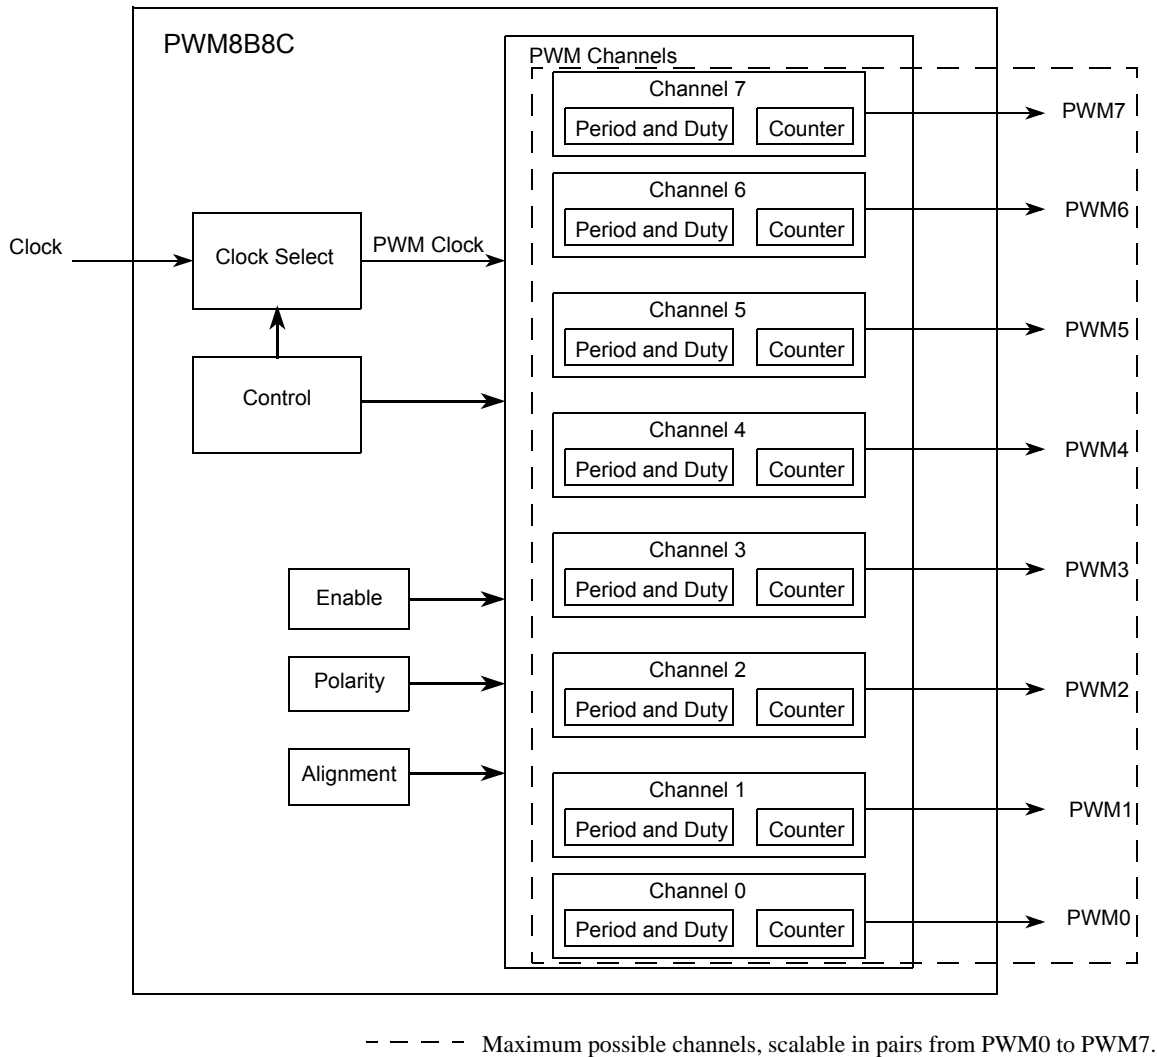 PWM8B8C
PWM Channels
Channel 7
Period and Duty
Counter
PWM7
Channel 6
Period and Duty
Counter
PWM6
Clock
Clock Select
PWM Clock
Channel 5
Period and Duty
Counter
PWM5
Control
Channel 4
Period and Duty
Counter
PWM4
Channel 3
Period and Duty
Counter
PWM3
Enable
Channel 2
Period and Duty
Counter
PWM2
Polarity
Alignment
Channel 1
Period and Duty
Counter
PWM1
Channel 0
Period and Duty
Counter
PWM0
Maximum possible channels, scalable in pairs from PWM0 to PWM7.